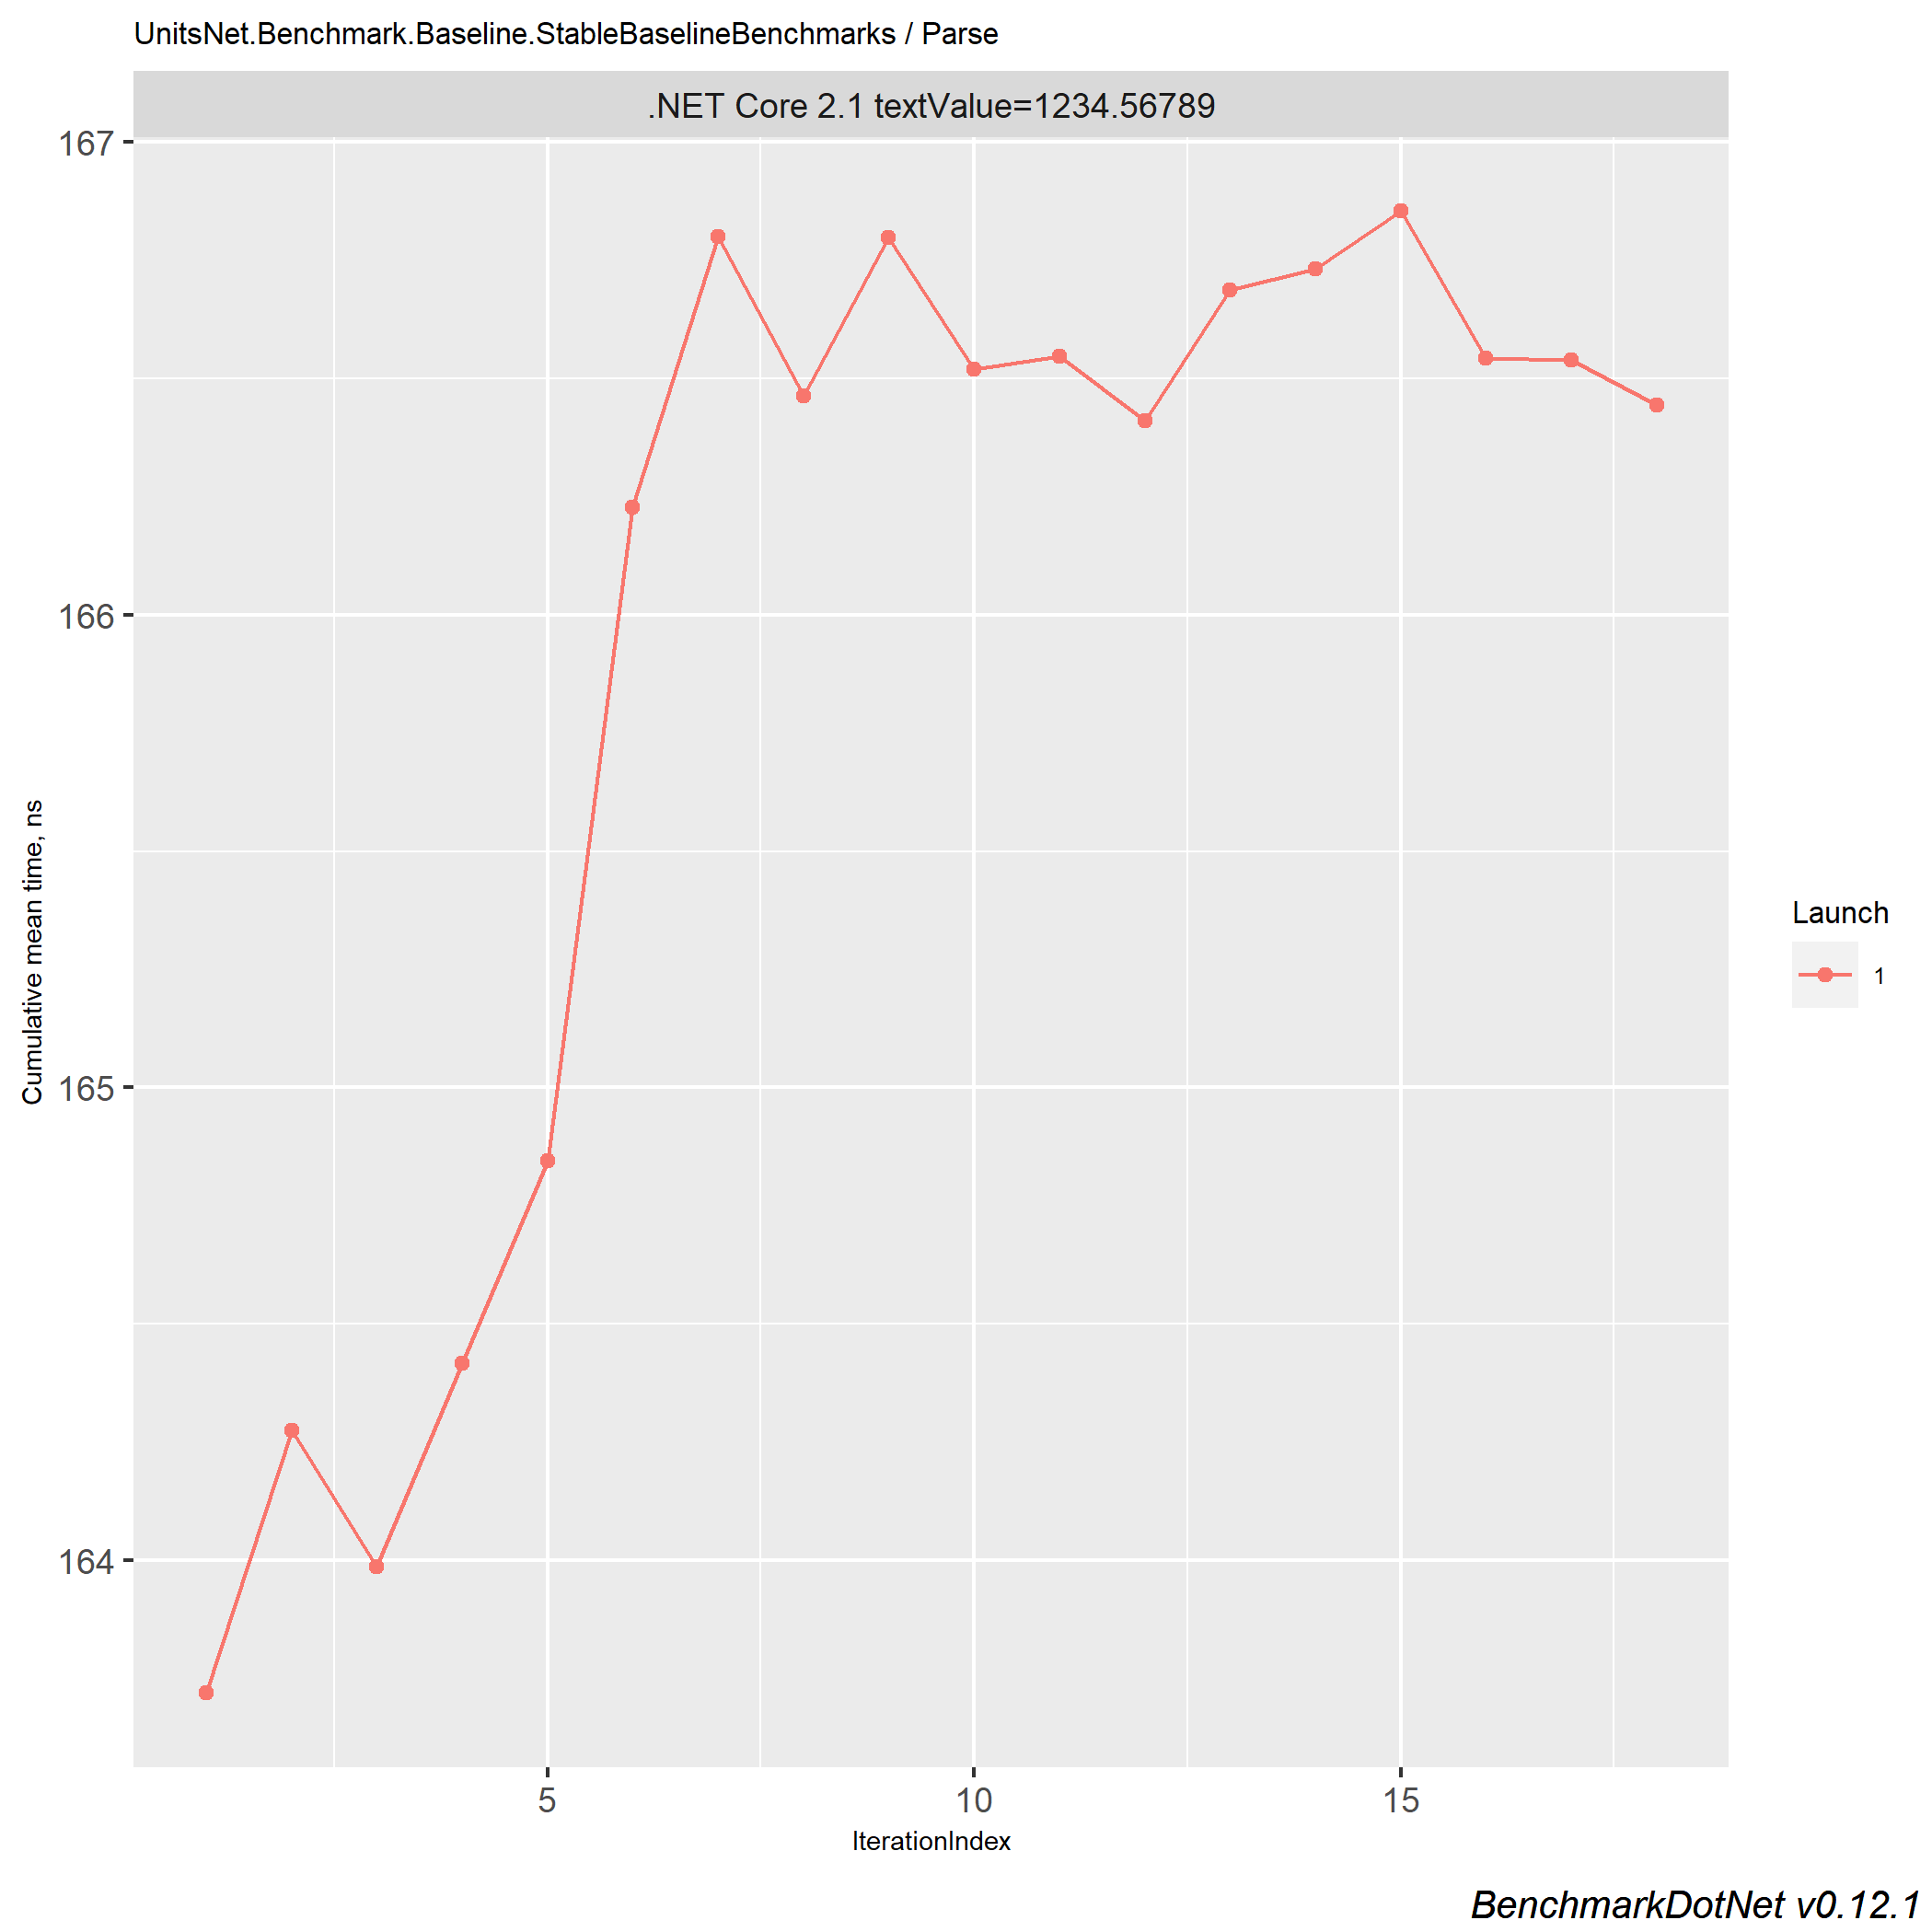 UnitsNet.Benchmark.Baseline.StableBaselineBenchmarks / Parse
.NET Core 2.1 textValue=1234.56789
167
166
165
164
Cumulative mean time, ns
5
10
15
IterationIndex
Launch
1
BenchmarkDotNet v0.12.1